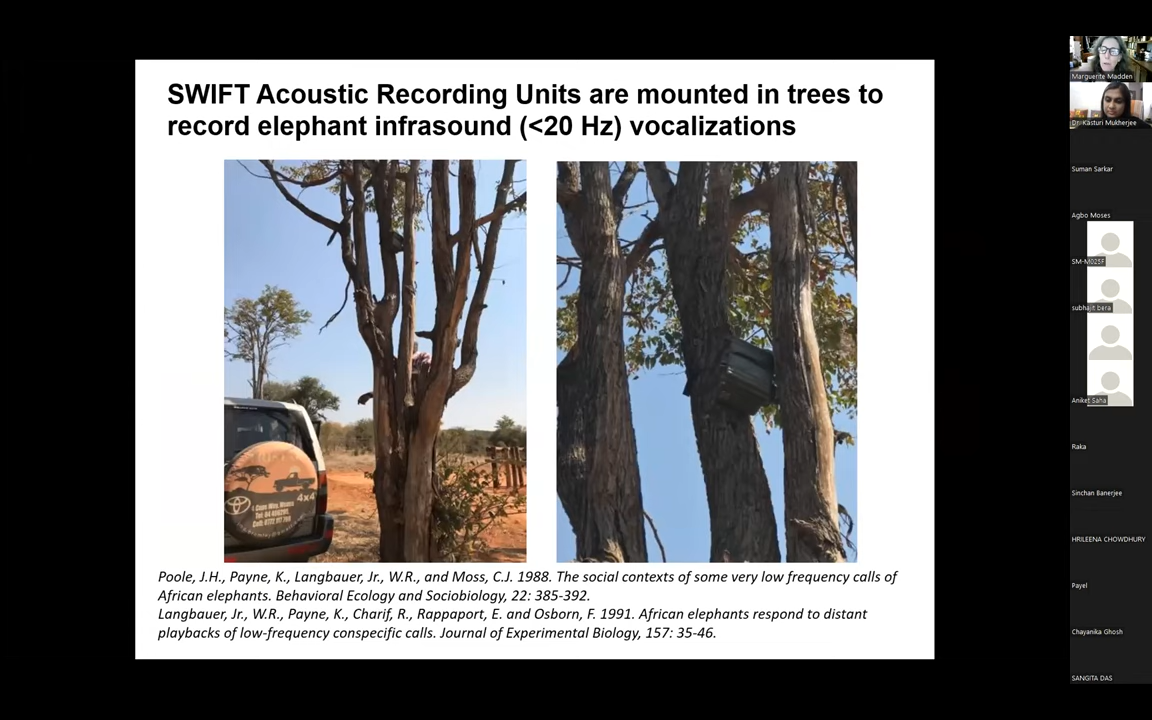 SWIFT Acoustic Recording Units are mounted in trees to
record elephant infrasound (<20 Hz) vocalizations
4x4
Poole, J.H., Payne, K., Langbauer, Jr., W.R., and Moss, C.J. 1988. The social contexts of some very low frequency calls of
African elephants. Behavioral Ecology and Sociobiology, 22: 385-392.
Langbauer, Jr., W.R., Payne, K., Charif, R., Rappaport, E. and Osborn, F. 1991. African elephants respond to distant
playbacks of low-frequency conspecific calls. Journal of Experimental Biology, 157: 35-46.
Marguerite Madden
Dr. Kasturi Mukherjee
Suman Sarkar
Agbo Moses
SM-M025F
subhajit bera
Aniket Saha
Raka
Sinchan Banerjee
HRILEENA CHOWDHURY
Payel
Chayanika Ghosh
SANGITA DAS